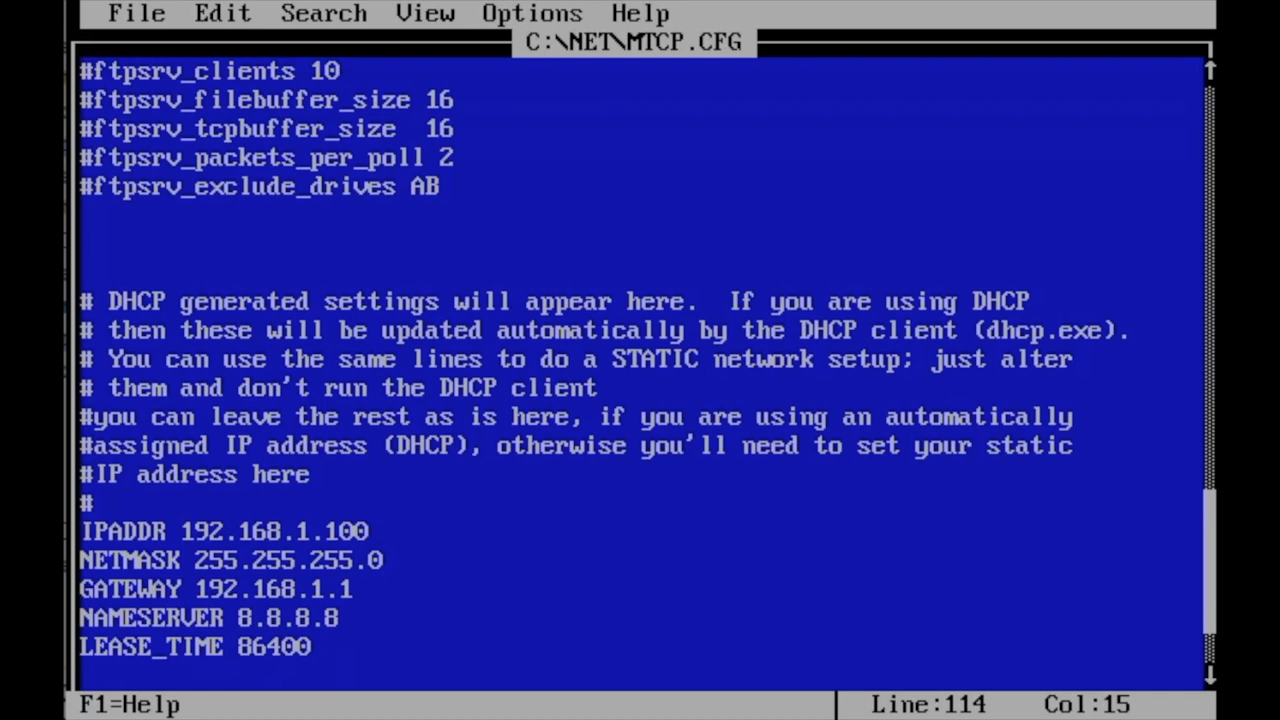 File Edit Search View Options Help
C:\NET\MTCP.CFG
#ftpsrv_clients 10
#ftpsrv_filebuffer_size 16
#ftpsrv_tcpbuffer_size  16
#ftpsrv_packets_per_poll 2
#ftpsrv_exclude_drives AB
# DHCP generated settings will appear here.  If you are using DHCP
# then these will be updated automatically by the DHCP client (dhcp.exe).
# You can use the same lines to do a STATIC network setup; just alter
# them and don't run the DHCP client
#you can leave the rest as is here, if you are using an automatically
#assigned IP address (DHCP), otherwise you'll need to set your static
#IP address here
#
IPADDR 192.168.1.100
NETMASK 255.255.255.0
GATEWAY 192.168.1.1
NAMESERVER 8.8.8.8
LEASE_TIME 86400
F1=Help Line:114 Col:15